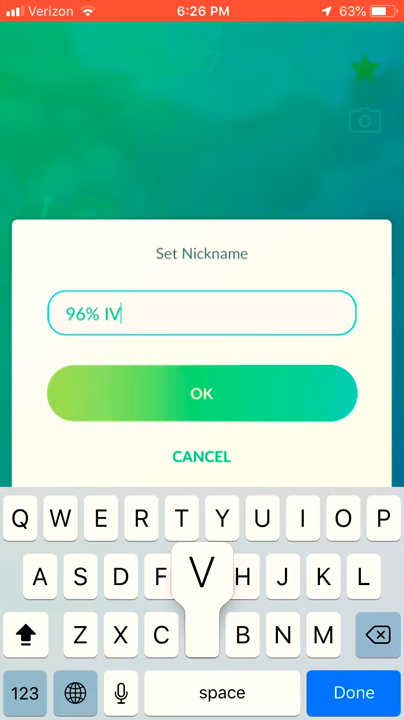 Verizon 6:26 PM 63%
Set Nickname
96% IV
OK
CANCEL
Q W E R T Y U I O P
A S D F V H J K L
Z X C B N M
123 space Done